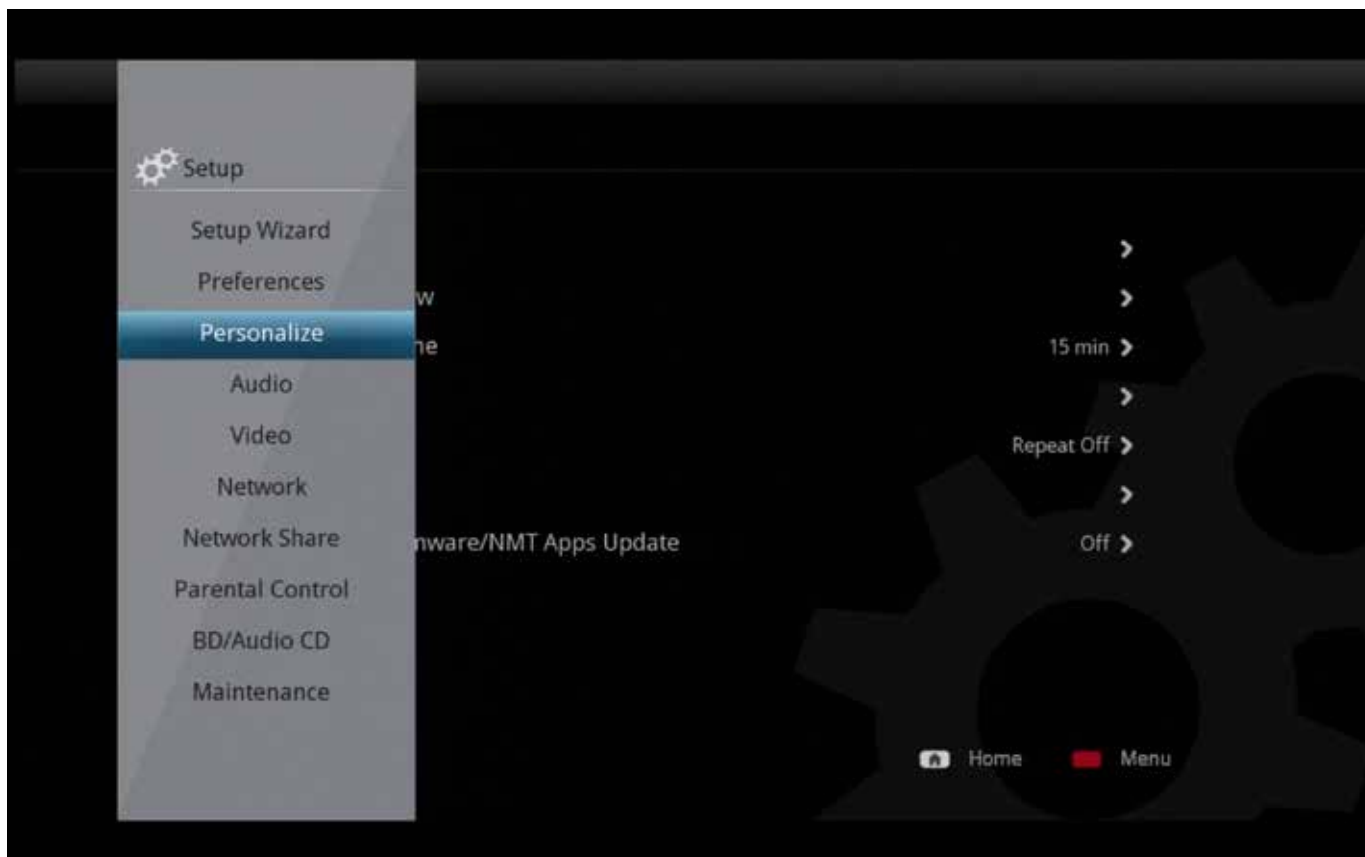 Setup
Setup Wizard
Preferences
Personalize
Audio
Video
Network
Network Share
Parental Control
BD/Audio CD
Maintenance
w
ne
15 min
Repeat Off
nware/NMT Apps Update
Off
Home
Menu